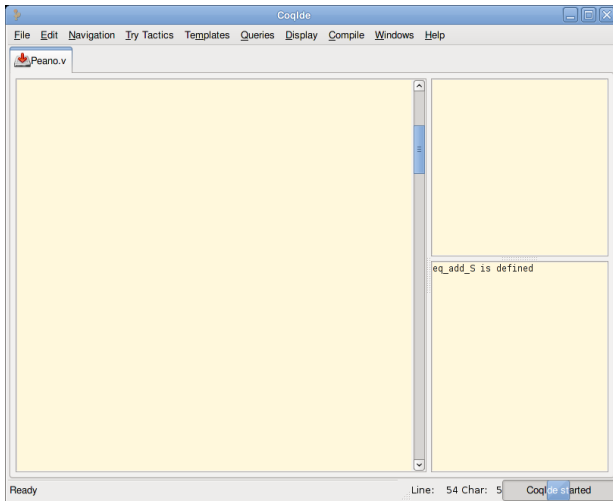 CoqIde
File Edit Navigation Try Tactics Templates Queries Display Compile Windows Help
Peano.v
eq_add_S is defined
Ready
Line: 54 Char: 5
CoqIde started